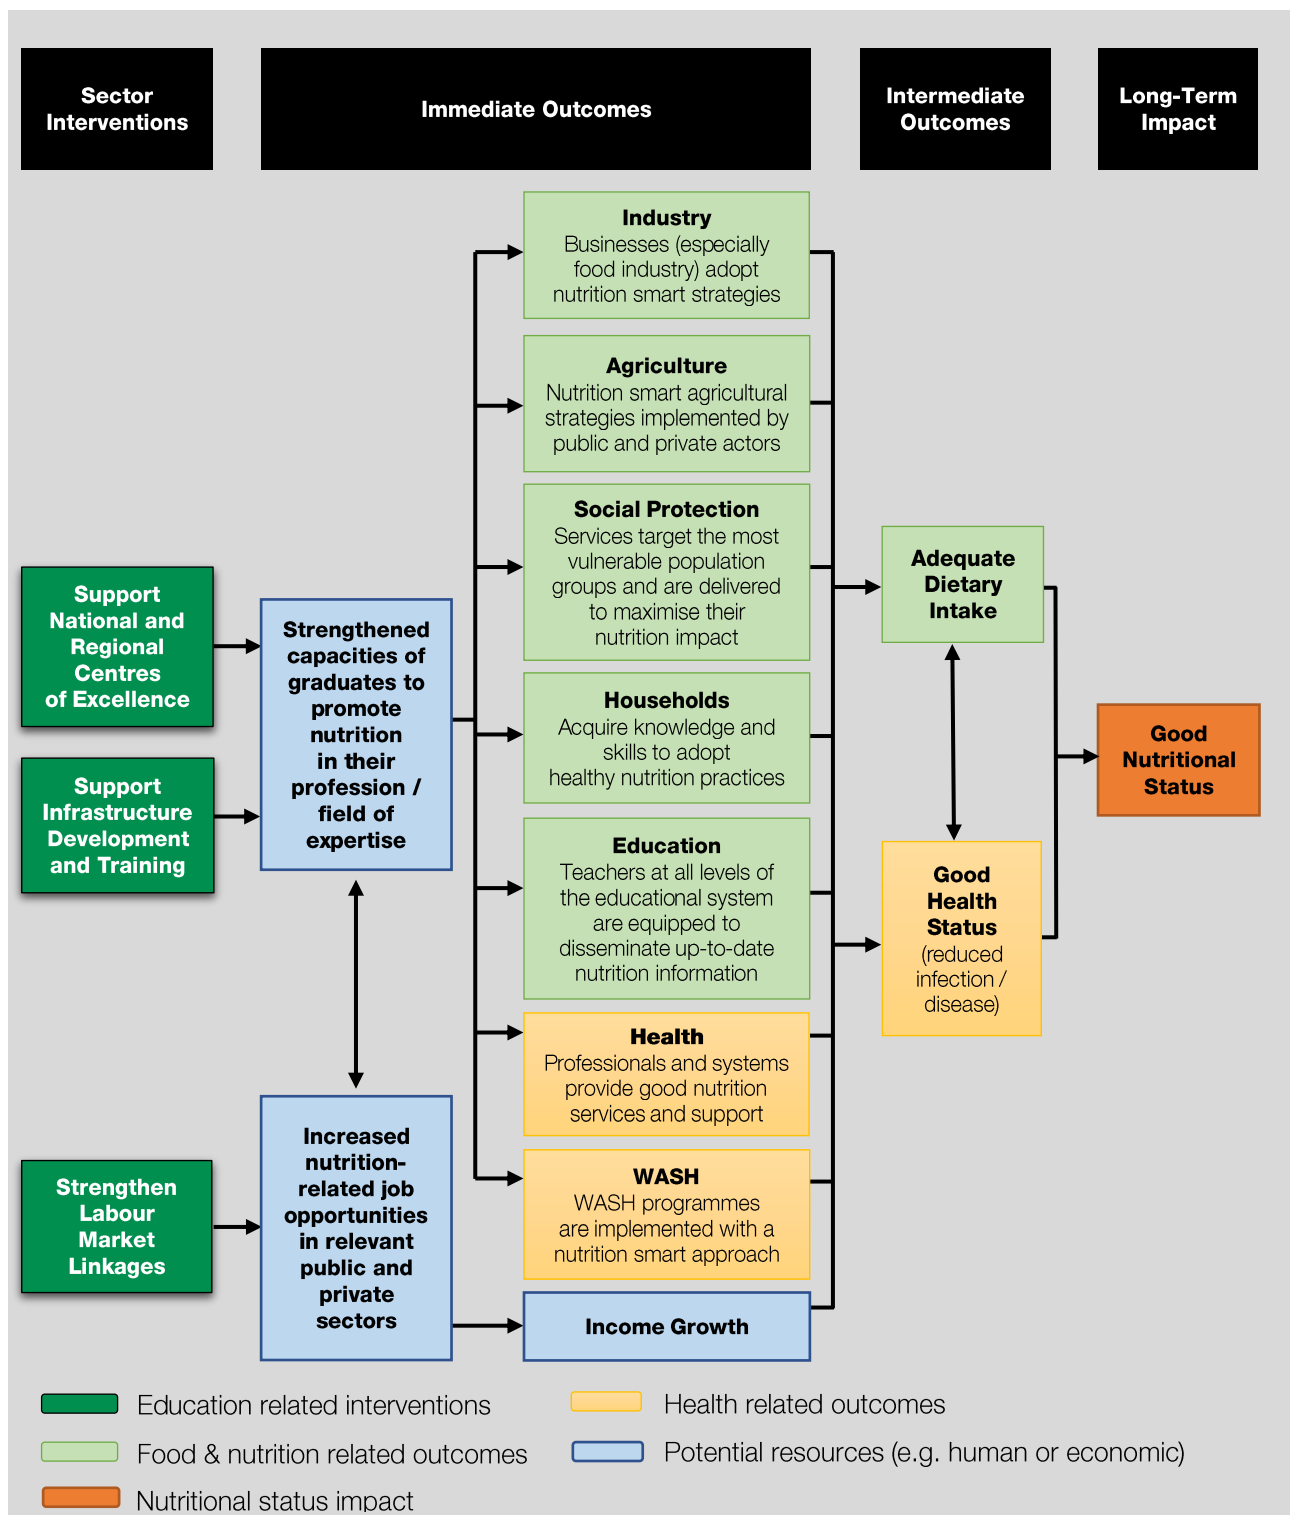 Sector
Interventions
Immediate Outcomes
Intermediate
Outcomes
Long-Term
Impact
Support
National and
Regional
Centres
of Excellence
Support
Infrastructure
Development
and Training
Strengthen
Labour
Market
Linkages
Strengthened
capacities of
graduates to
promote
nutrition
in their
profession /
field of
expertise
Increased
nutrition-
related job
opportunities
in relevant
public and
private
sectors
Industry
Businesses (especially
food industry) adopt
nutrition smart strategies
Agriculture
Nutrition smart agricultural
strategies implemented by
public and private actors
Social Protection
Services target the most
vulnerable population
groups and are delivered
to maximise their
nutrition impact
Households
Acquire knowledge and
skills to adopt
healthy nutrition practices
Education
Teachers at all levels of
the educational system
are equipped to
disseminate up-to-date
nutrition information
Health
Professionals and systems
provide good nutrition
services and support
WASH
WASH programmes
are implemented with a
nutrition smart approach
Income Growth
Adequate
Dietary
Intake
Good
Health
Status
(reduced
infection /
disease)
Good
Nutritional
Status
Education related interventions
Food & nutrition related outcomes
Nutritional status impact
Health related outcomes
Potential resources (e.g. human or economic)